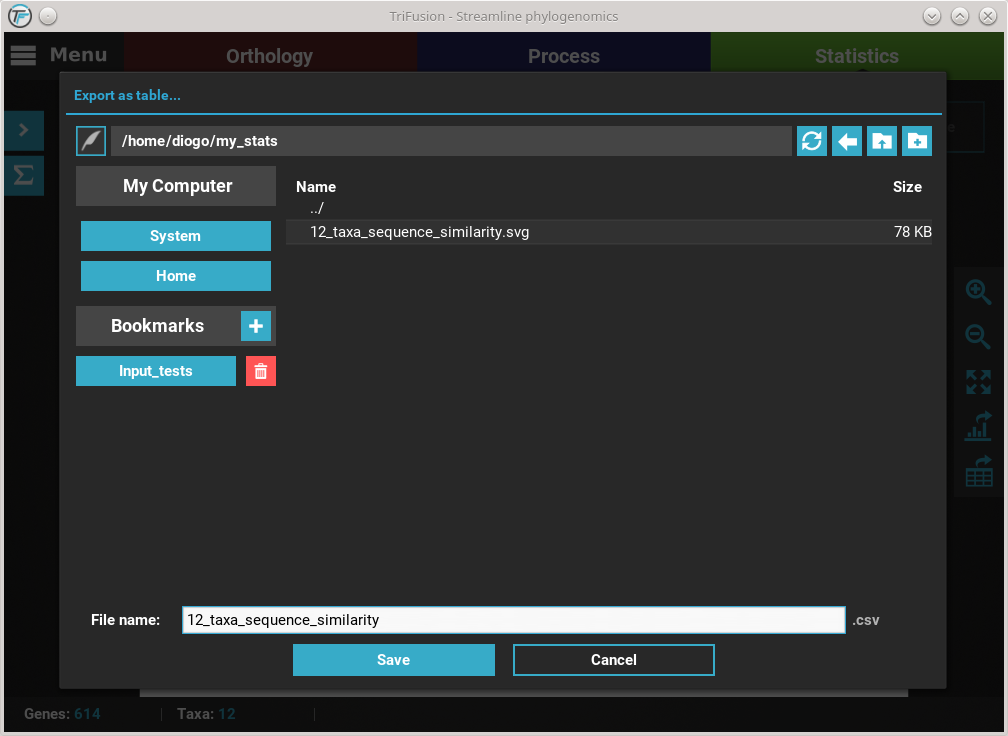 TriFusion - Streamline phylogenomics
Menu
Orthology
Process
Statistics
Export as table...
/home/diogo/my_stats
My Computer
Name
Size
../
System
12_taxa_sequence_similarity.svg
78 KB
Home
Bookmarks
Input_tests
File name:
12_taxa_sequence_similarity
.csv
Save
Cancel
Genes: 614
Taxa: 12